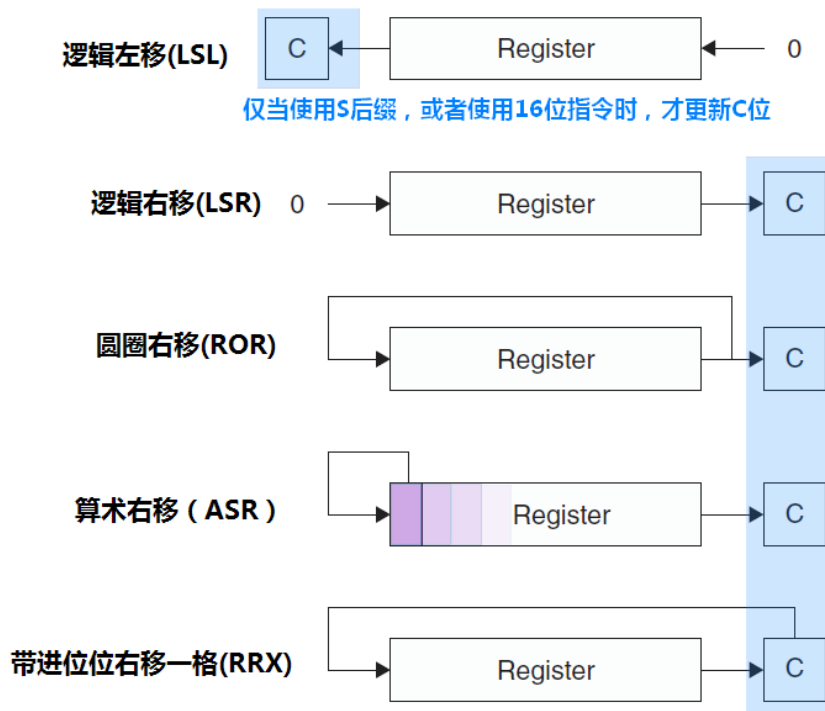 逻辑左移(LSL) C Register 0
仅当使用S后缀，或者使用16位指令时，才更新C位
逻辑右移(LSR) 0 Register C
圆圈右移(ROR) Register C
算术右移（ASR） Register C
带进位位右移一格(RRX) Register C